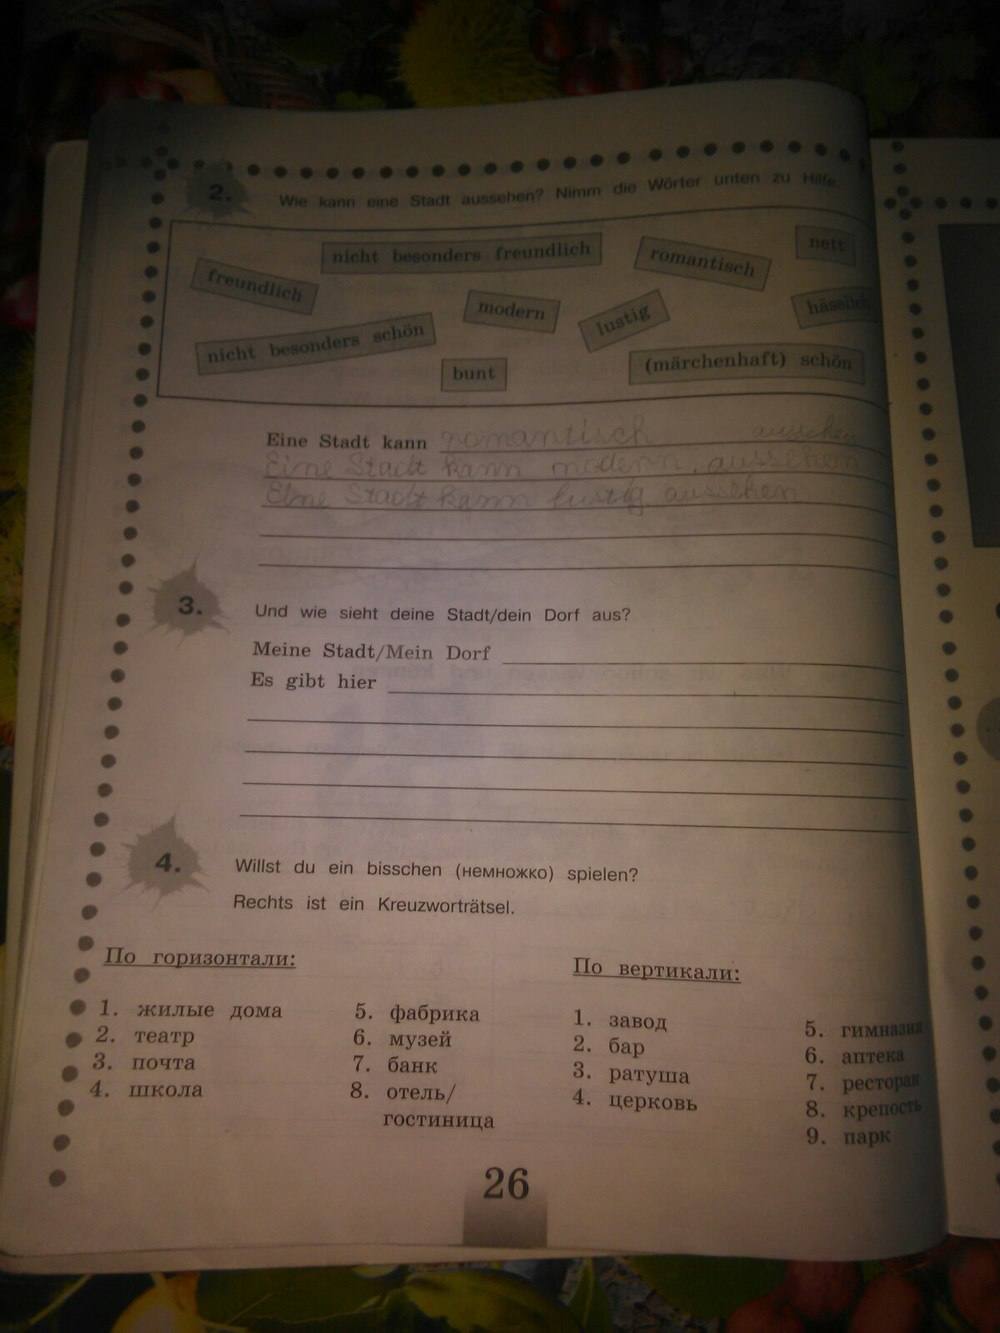 2.
Wie kann eine Stadt aussehen? Nimm die Wörter unten zu Hilfe.
nicht besonders freundlich
romantisch
nett
freundlich
modern
lustig
hässlich
nicht besonders schön
bunt
(märchenhaft) schön
Eine Stadt kann romantisch aussehen
Eine Stadt kann modern aussehen
Eine Stadt kann lustig aussehen
3.
Und wie sieht deine Stadt/dein Dorf aus?
Meine Stadt/Mein Dorf
Es gibt hier
4.
Willst du ein bisschen (немножко) spielen?
Rechts ist ein Kreuzworträtsel.
По горизонтали:
1. жилые дома
2. театр
3. почта
4. школа
5. фабрика
6. музей
7. банк
8. отель/
гостиница
По вертикали:
1. завод
2. бар
3. ратуша
4. церковь
5. гимназия
6. аптека
7. ресторан
8. крепость
9. парк
26